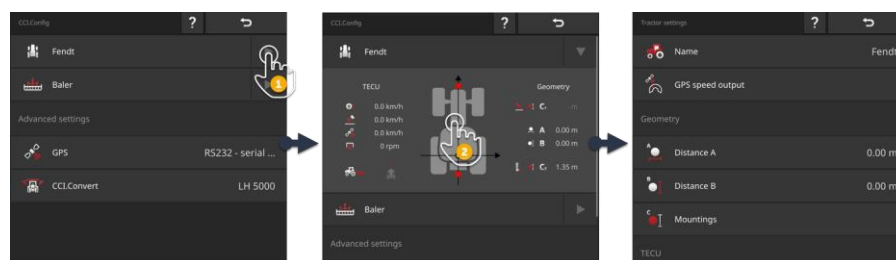 CCI.Config
?
Fendt
1
Baler
Advanced settings
GPS RS232 - serial ...
CCI.Convert LH 5000
CCI.Config
?
Fendt
TECU Geometry
0.0 km/h C -m
0.0 km/h
0.0 km/h A 0.00 m
0 rpm B 0.00 m
2
C 1.35 m
Baler
Advanced settings
Tractor settings
?
Name Fendt
GPS speed output
Geometry
A Distance A 0.00 m
B Distance B 0.00 m
C Mountings
TECU